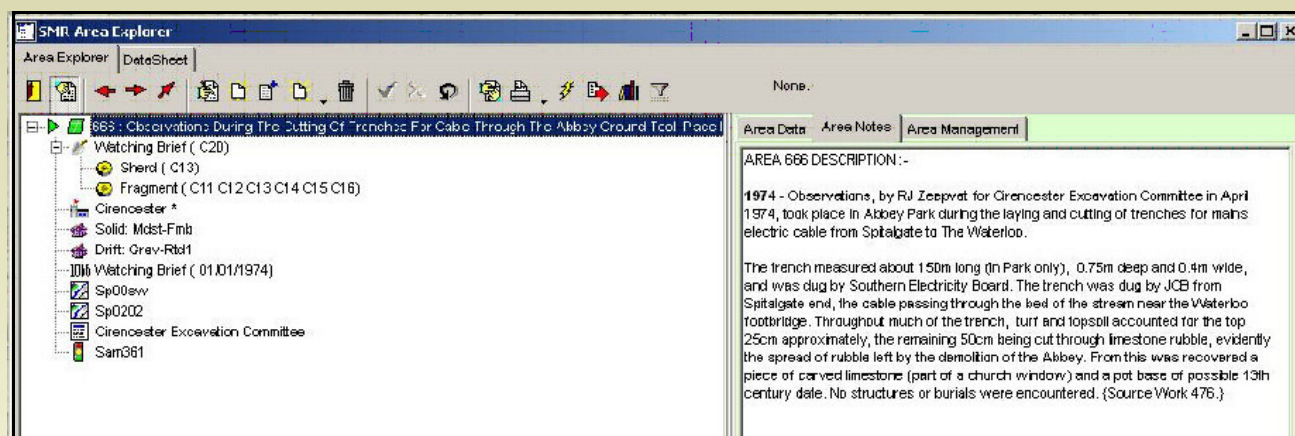 SMR Area Explorer
Area Explorer DataSheet
None.
666 : Observations During The Cutting Of Trenches For Cable Through The Abbey Ground Took Place I
Watching Brief ( C20)
Sherd ( C13)
Fragment ( C11 C12 C13 C14 C15 C16)
Cirencester *
Solid: Mdst-Fmb
Drift: Grav-Rtd1
Watching Brief ( 01/01/1974)
Sp00sw
Sp0202
Cirencester Excavation Committee
Sam361
Area Data Area Notes Area Management
AREA 666 DESCRIPTION :-
1974 - Observations, by RJ Zeepvat for Cirencester Excavation Committee in April
1974, took place in Abbey Park during the laying and cutting of trenches for mains
electric cable from Spitalgate to The Waterloo.
The trench measured about 150m long (in Park only), 0.75m deep and 0.4m wide,
and was dug by Southern Electricity Board. The trench was dug by JCB from
Spitalgate end, the cable passing through the bed of the stream near the Waterloo
footbridge. Throughout much of the trench, turf and topsoil accounted for the top
25cm approximately, the remaining 50cm being cut through limestone rubble, evidently
the spread of rubble left by the demolition of the Abbey. From this was recovered a
piece of carved limestone (part of a church window) and a pot base of possible 13th
century date. No structures or burials were encountered. {Source Work 476.}